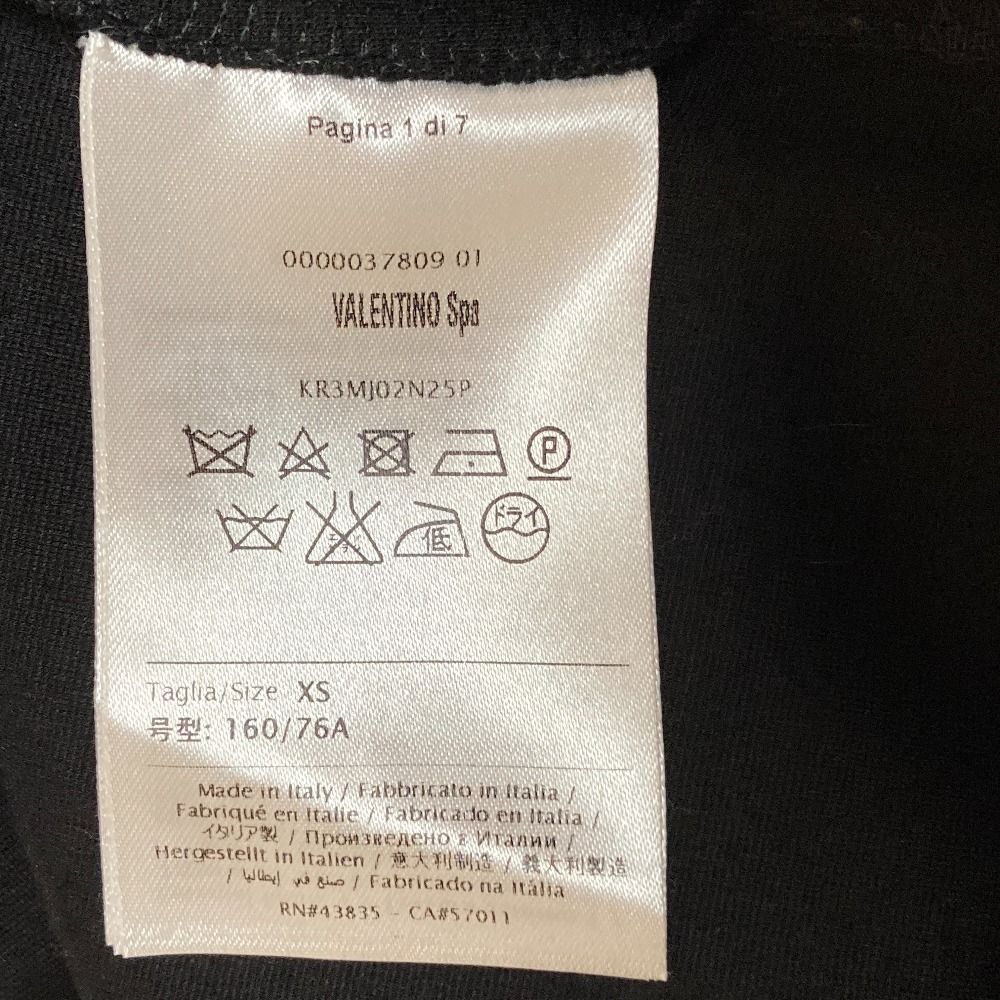 Pagina 1 di 7
0000037809 01
VALENTINO Spa
KR3MJ02N25P
P
低 ドライ
Taglia/Size XS
号型: 160/76A
Made in Italy / Fabbricato in Italia /
Fabriqué en Italie / Fabricado en Italia /
イタリア製 / Произведено в Италии /
Hergestellt in Italien / 意大利制造 / 義大利製造
/ صنع في إيطاليا / Fabricado na Itália
RN#43835 - CA#57011